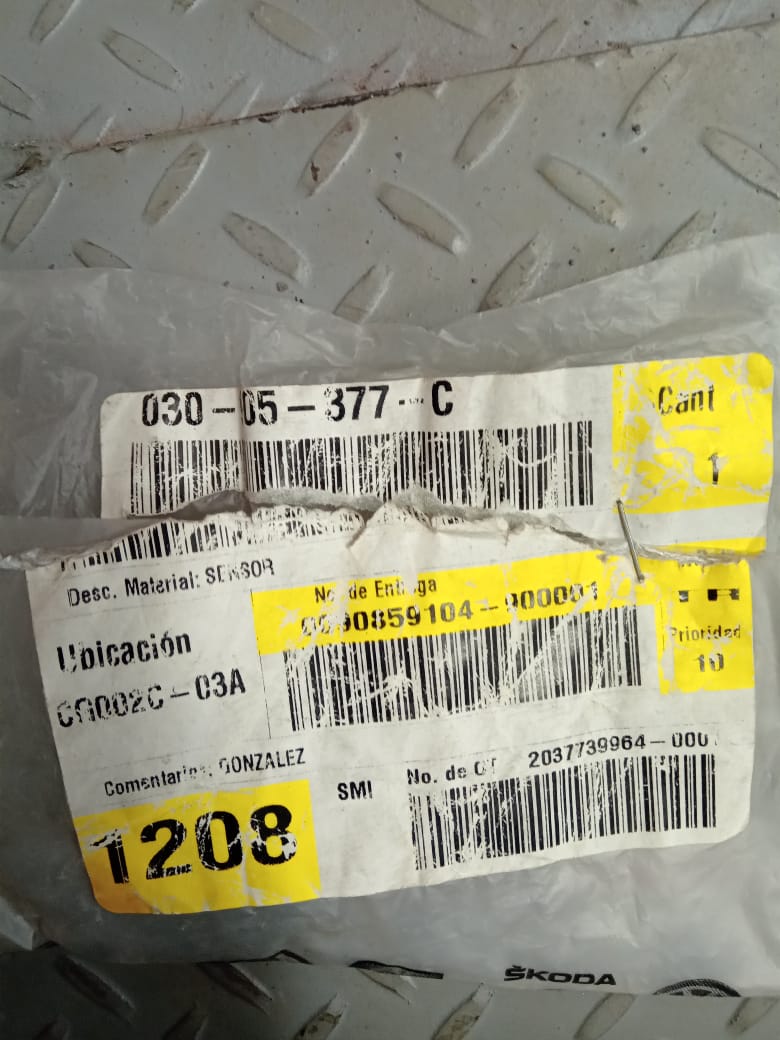 030-05-377-C
Cant
1
Desc. Material: SENSOR
No. de Entrega
Ubicación
Prioridad
10
Comentarios: GONZALEZ
SMI
No. de OT
2037739964-000
1208
ŠKODA